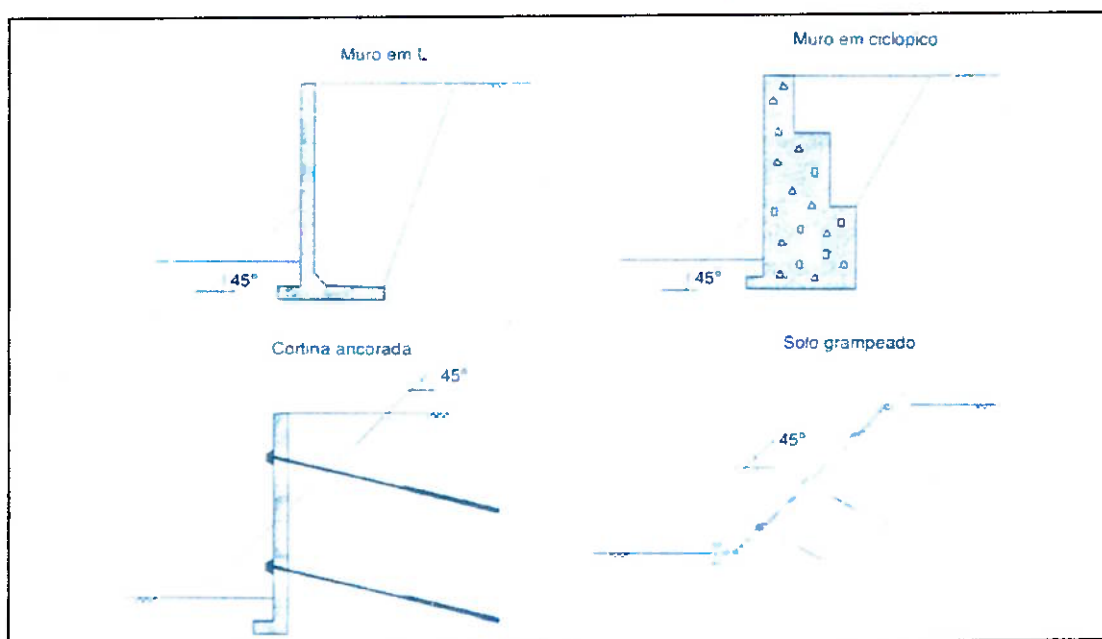 Muro em L
Muro em ciclopico
45°
45°
Cortina ancorada
Solo grampeado
45°
45°